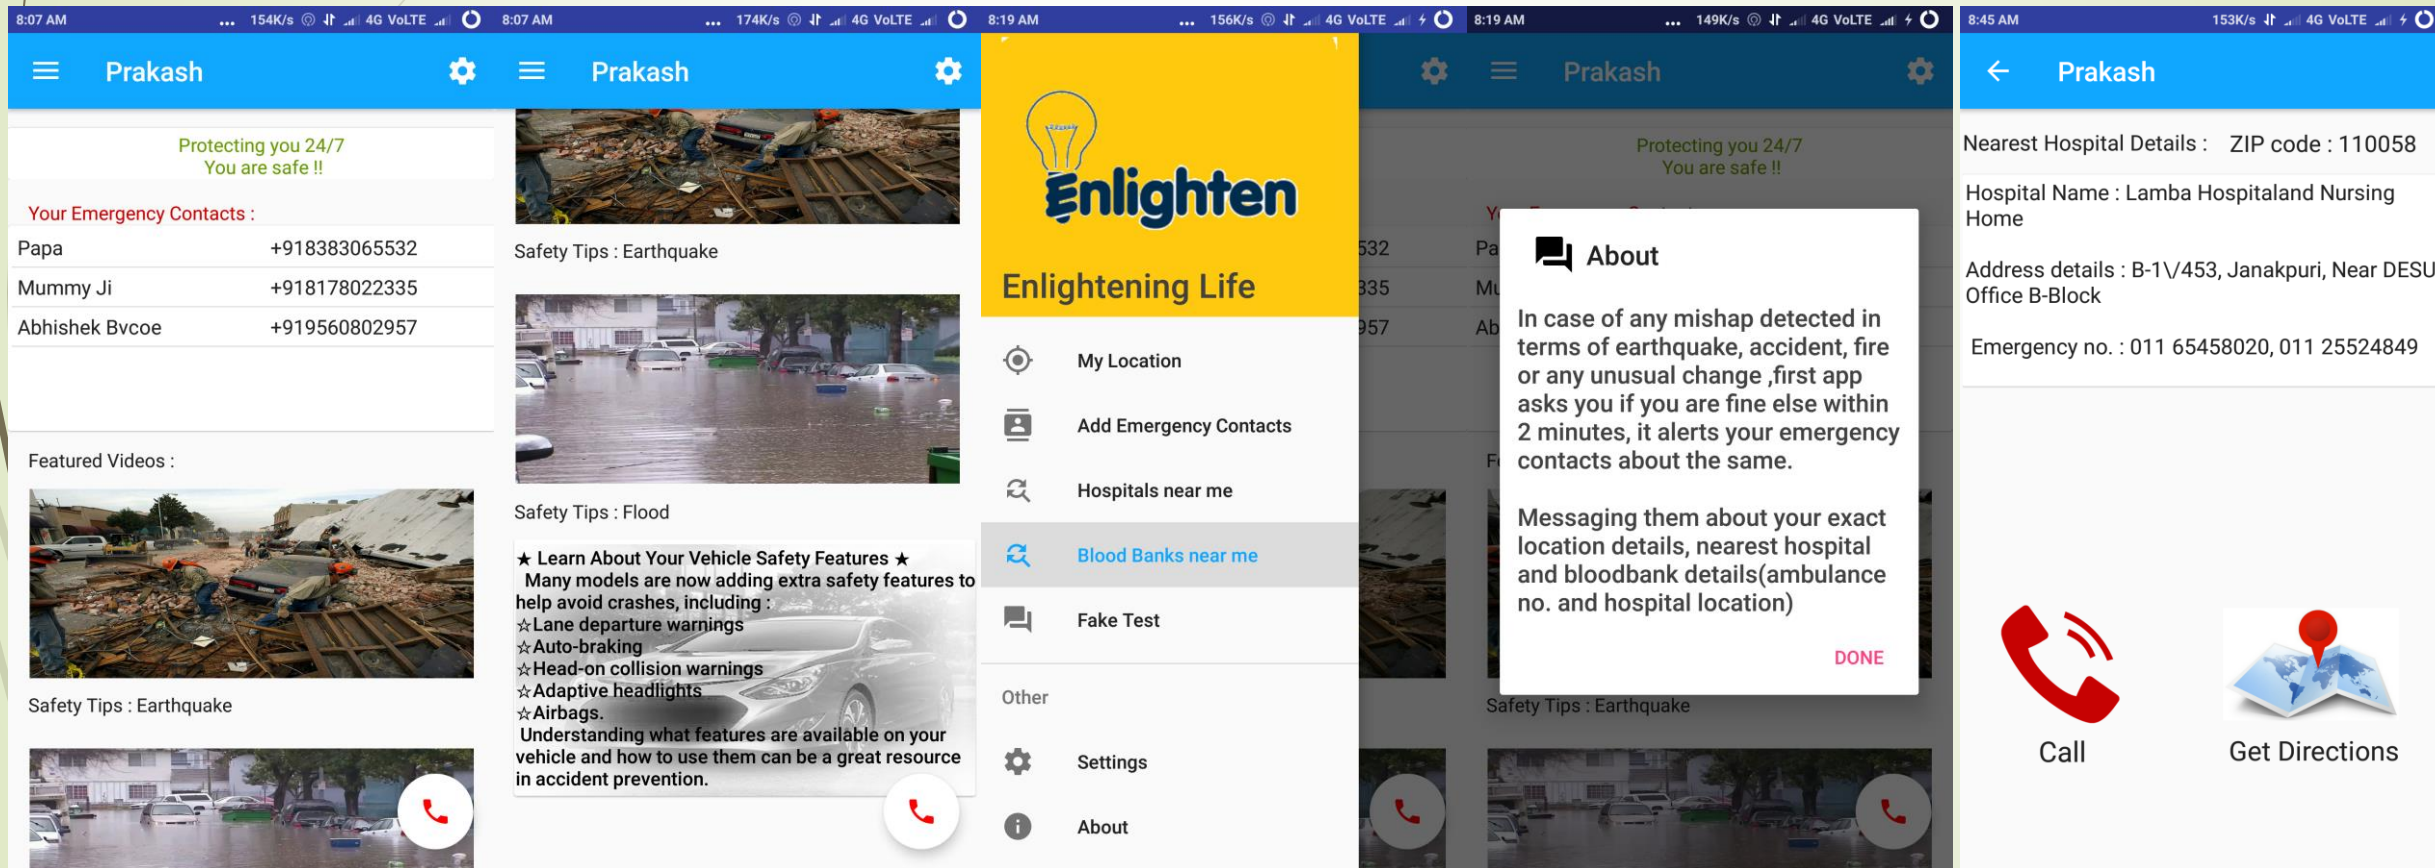 8:07 AM ... 154K/s 4G VoLTE
Prakash
Protecting you 24/7
You are safe !!
Your Emergency Contacts :
Papa +918383065532
Mummy Ji +918178022335
Abhishek Bvcoe +919560802957
Featured Videos :
Safety Tips : Earthquake
8:07 AM ... 174K/s 4G VoLTE
Prakash
Safety Tips : Earthquake
Safety Tips : Flood
★ Learn About Your Vehicle Safety Features ★
Many models are now adding extra safety features to
help avoid crashes, including :
☆Lane departure warnings
☆Auto-braking
☆Head-on collision warnings
☆Adaptive headlights
☆Airbags.
Understanding what features are available on your
vehicle and how to use them can be a great resource
in accident prevention.
8:19 AM ... 156K/s 4G VoLTE
Enlighten
Enlightening Life
532
335
957
My Location
Add Emergency Contacts
Hospitals near me
Blood Banks near me
Fake Test
Other
Settings
About
8:19 AM ... 149K/s 4G VoLTE
Prakash
Protecting you 24/7
You are safe !!
Pa
Mu
Ab
About
In case of any mishap detected in
terms of earthquake, accident, fire
or any unusual change ,first app
asks you if you are fine else within
2 minutes, it alerts your emergency
contacts about the same.
Messaging them about your exact
location details, nearest hospital
and bloodbank details(ambulance
no. and hospital location)
DONE
Safety Tips : Earthquake
8:45 AM 153K/s 4G VoLTE
Prakash
Nearest Hospital Details : ZIP code : 110058
Hospital Name : Lamba Hospitaland Nursing
Home
Address details : B-1\/453, Janakpuri, Near DESU
Office B-Block
Emergency no. : 011 65458020, 011 25524849
Call
Get Directions